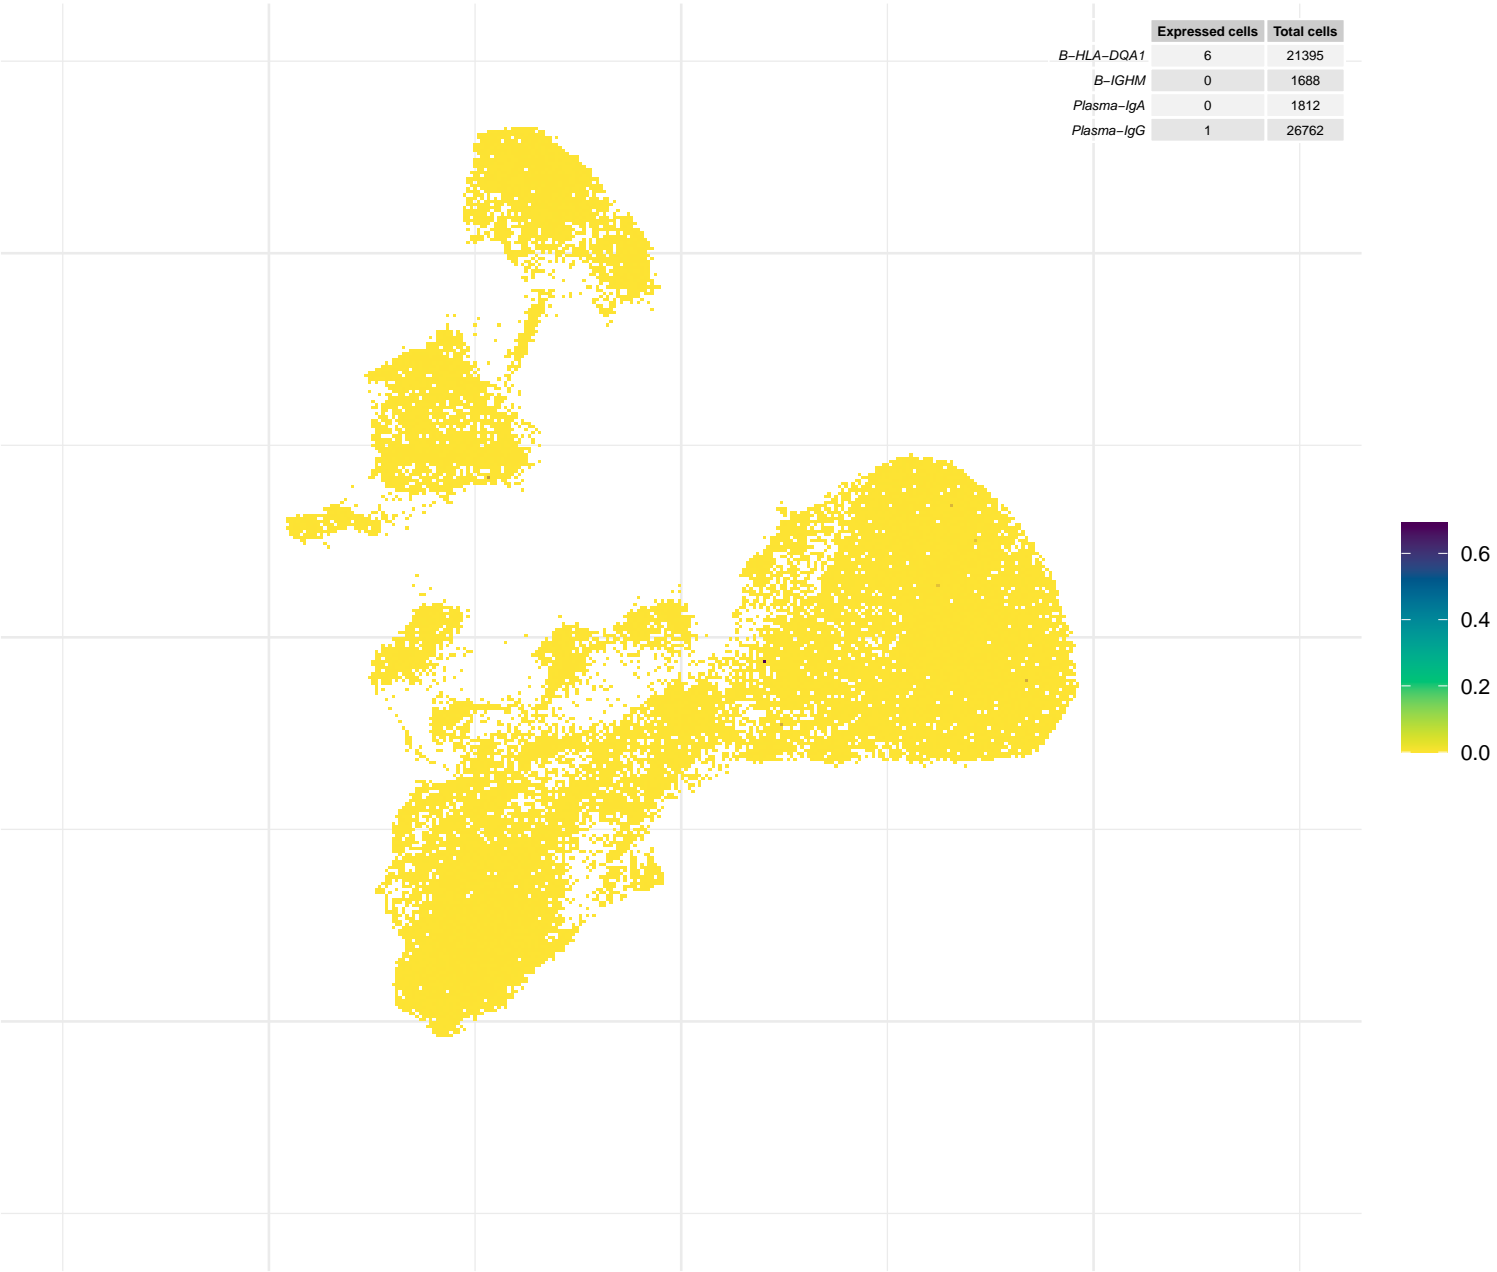 Expressed cells Total cells
B−HLA−DQA1 6 21395
B−IGHM 0 1688
Plasma−IgA 0 1812
Plasma−IgG 1 26762
0.6
0.4
0.2
0.0